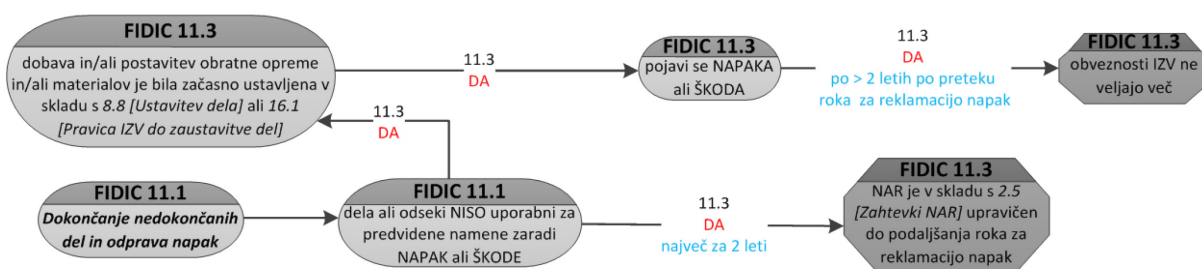 FIDIC 11.3
dobava in/ali postavitev obratne opreme
in/ali materialov je bila začasno ustavljena v
skladu s 8.8 [Ustavitev dela] ali 16.1
[Pravica IZV do zaustavitve del]
11.3
DA
FIDIC 11.3
pojavi se NAPAKA
ali ŠKODA
11.3
DA
po > 2 letih po preteku
roka za reklamacijo napak
FIDIC 11.3
obveznosti IZV ne
veljajo več
11.3
DA
FIDIC 11.1
Dokončanje nedokončanih
del in odprava napak
FIDIC 11.1
dela ali odseki NISO uporabni za
predvidene namene zaradi
NAPAK ali ŠKODE
11.3
DA
največ za 2 leti
FIDIC 11.3
NAR je v skladu s 2.5
[Zahtevki NAR] upravičen
do podaljšanja roka za
reklamacijo napak